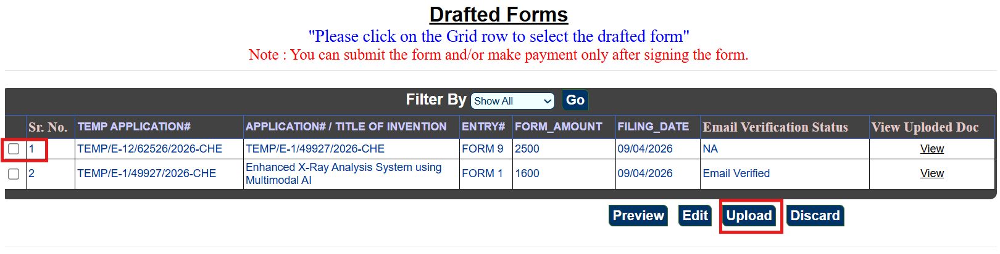 Drafted Forms
"Please click on the Grid row to select the drafted form"
Note : You can submit the form and/or make payment only after signing the form.
Filter By Show All Go
Sr. No. TEMP APPLICATION# APPLICATION# / TITLE OF INVENTION ENTRY# FORM_AMOUNT FILING_DATE Email Verification Status View Uploded Doc
1 TEMP/E-12/62526/2026-CHE TEMP/E-1/49927/2026-CHE FORM 9 2500 09/04/2026 NA View
2 TEMP/E-1/49927/2026-CHE Enhanced X-Ray Analysis System using Multimodal AI FORM 1 1600 09/04/2026 Email Verified View
Preview Edit Upload Discard